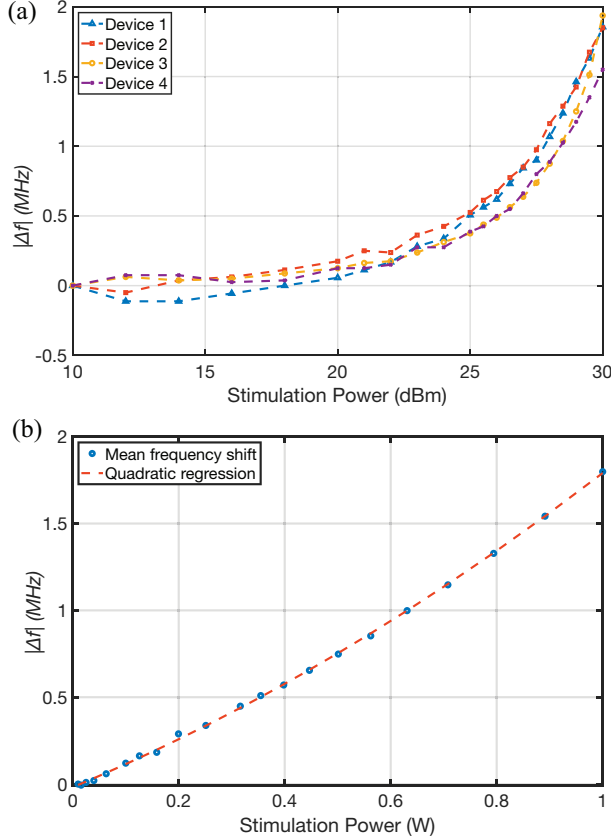 (a)
2
1.5
1
0.5
0
-0.5
|Δf| (MHz)
Device 1
Device 2
Device 3
Device 4
10
15
20
25
30
Stimulation Power (dBm)
(b)
2
1.5
1
0.5
0
|Δf| (MHz)
Mean frequency shift
Quadratic regression
0
0.2
0.4
0.6
0.8
1
Stimulation Power (W)